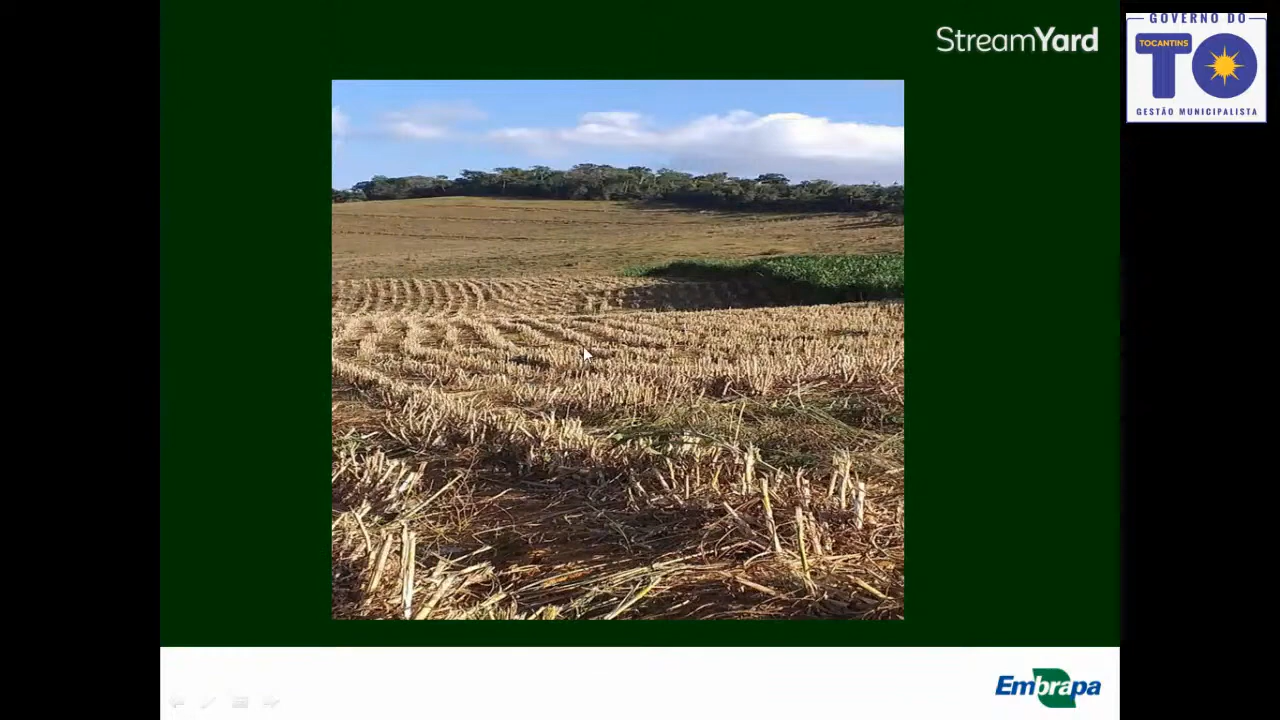 StreamYard
GOVERNO DO
TOCANTINS
TO
GESTÃO MUNICIPALISTA
Embrapa